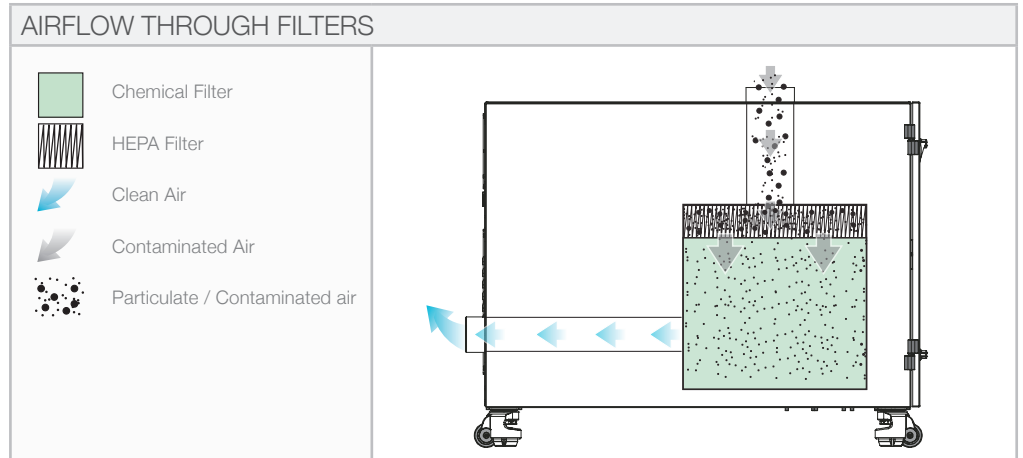 AIRFLOW THROUGH FILTERS
Chemical Filter
HEPA Filter
Clean Air
Contaminated Air
Particulate / Contaminated air